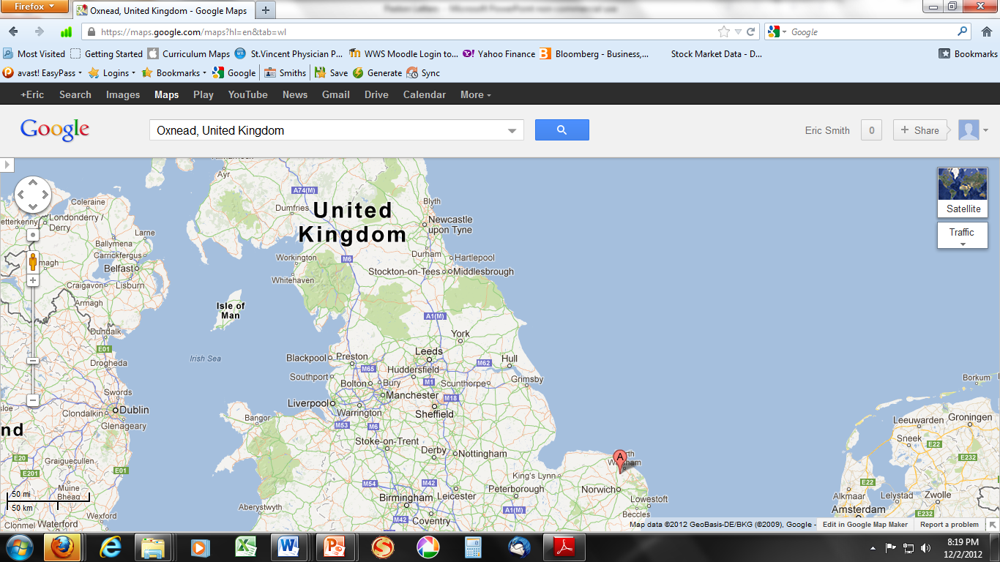 Firefox
Oxnead, United Kingdom - Google Maps
Paston Letters - Microsoft PowerPoint non-commercial use
https://maps.google.com/maps?hl=en&tab=wl
Google
Most Visited Getting Started Curriculum Maps St.Vincent Physician P... WWS Moodle Login to... Yahoo Finance Bloomberg - Business,... Stock Market Data - D... Bookmarks
avast! EasyPass Logins Bookmarks Google Smiths Save Generate Sync
+Eric Search Images Maps Play YouTube News Gmail Drive Calendar More
Google
Oxnead, United Kingdom
Eric Smith 0 + Share
Satellite
Traffic
Ayr
A74(M)
Coleraine
Dumfries
United
Kingdom
Blyth
Newcastle
upon Tyne
etterkenny
Londonderry /
Derry
Larne
Ballymena
Carrickfergus
Belfast
magh
Craigavon
Lisburn
Armagh
Workington
M6
Whitehaven
Durham
Hartlepool
Stockton-on-Tees
Middlesbrough
Isle of
Man
A1(M)
Dundalk
E01
Drogheda
Irish Sea
York
Leeds
Blackpool
Preston
M65
Huddersfield
M62
Hull
Southport
Bolton
Bury
M1
Scunthorpe
Grimsby
Swords
Dublin
Clondalkin
Glenageary
Liverpool
Manchester
M18
Warrington
Sheffield
M53
M6
Bangor
nd
Stoke-on-Trent
Derby
Nottingham
E20
E201
Graiguecullen
E01
Muine
Bheag
Wexford
Clonmel
Waterford
50 mi
50 km
M54
M42
King's Lynn
Peterborough
Birmingham
Leicester
A1(M)
Aberystwyth
M42
Coventry
A
Norwich
Lowestoft
Beccles
Borkum
Leeuwarden
Groningen
Sneek
E22
E232
E22
Alkmaar
Lelystad
Zwolle
Amsterdam
E232
Map data ©2012 GeoBasis-DE/BKG (©2009), Google - Edit in Google Map Maker Report a problem
8:19 PM
12/2/2012